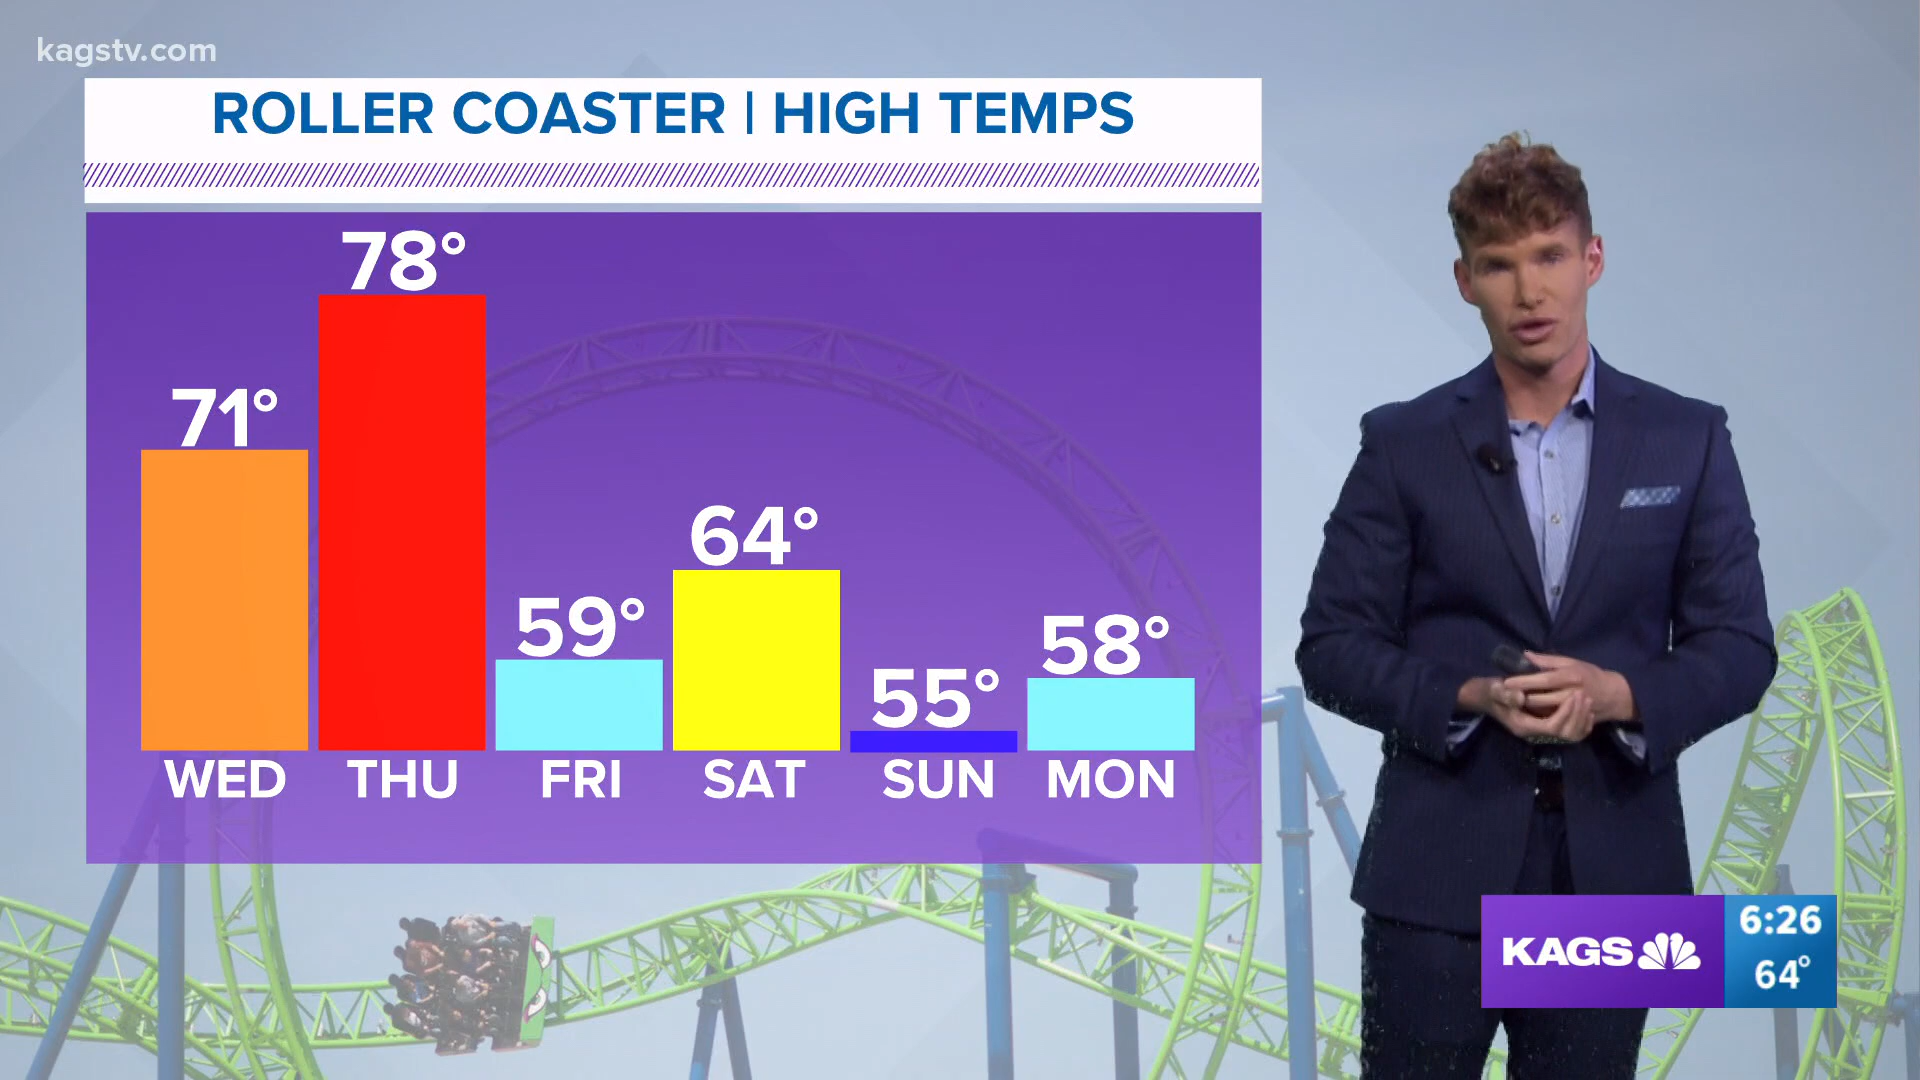 kagstv.com
ROLLER COASTER | HIGH TEMPS
71° 78° 59° 64° 55° 58°
WED THU FRI SAT SUN MON
KAGS 6:26
64°